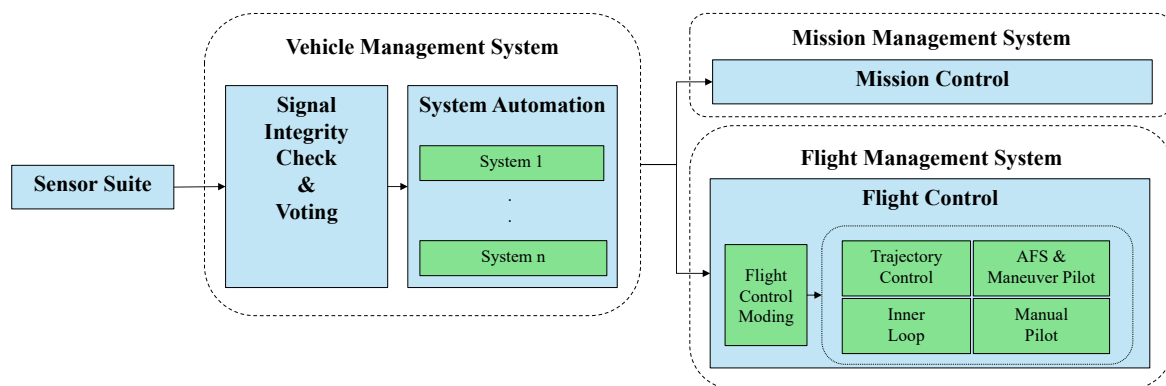 Sensor Suite
Vehicle Management System
Signal
Integrity
Check
&
Voting
System Automation
System 1
.
.
System n
Mission Management System
Mission Control
Flight Management System
Flight Control
Flight
Control
Moding
Trajectory
Control
AFS &
Maneuver Pilot
Inner
Loop
Manual
Pilot